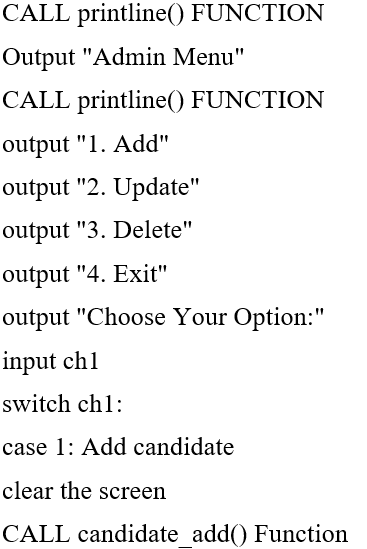 CALL printline() FUNCTION
Output "Admin Menu"
CALL printline() FUNCTION
output "1. Add"
output "2. Update"
output "3. Delete"
output "4. Exit"
output "Choose Your Option:"
input ch1
switch ch1:
case 1: Add candidate
clear the screen
CALL candidate_add() Function